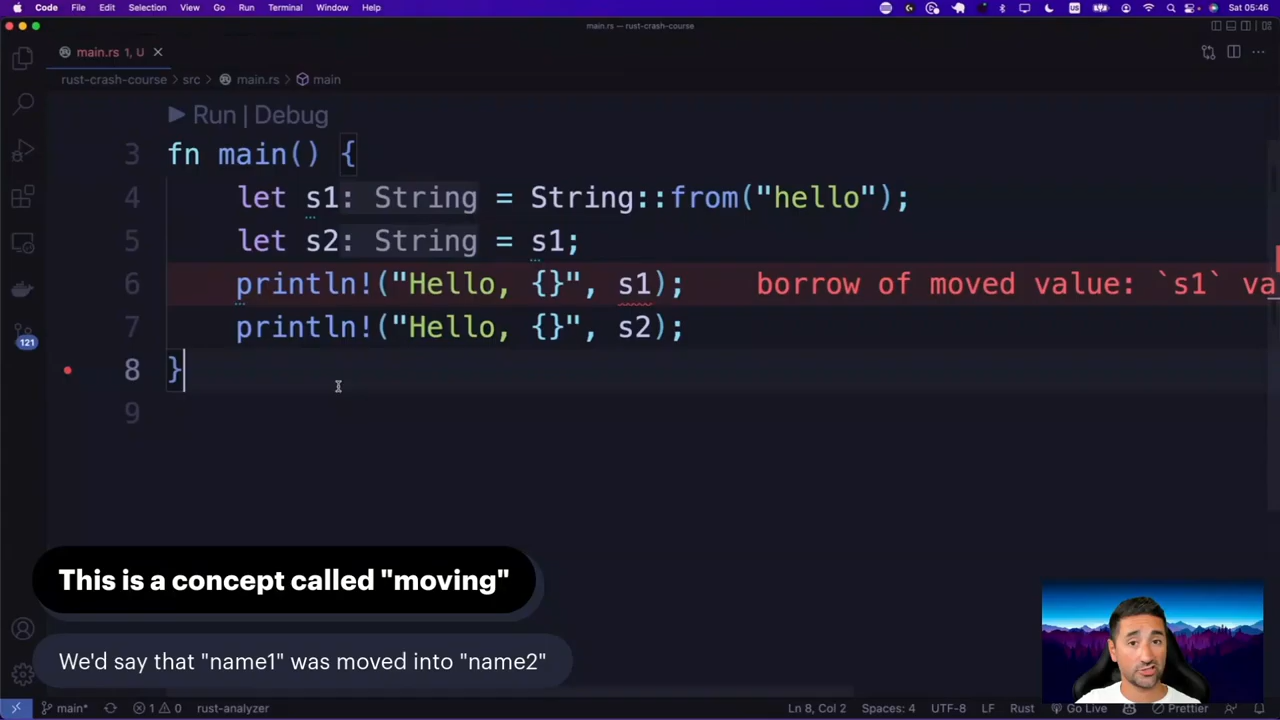 Code File Edit Selection View Go Run Terminal Window Help Sat 05:46
main.rs — rust-crash-course
main.rs 1, U
rust-crash-course > src > main.rs > main
Run | Debug
3 fn main() {
4 let s1: String = String::from("hello");
5 let s2: String = s1;
6 println!("Hello, {}", s1); borrow of moved value: `s1` va
7 println!("Hello, {}", s2);
8 }
9
121
This is a concept called "moving"
We'd say that "name1" was moved into "name2"
main* 1 0 rust-analyzer Ln 8, Col 2 Spaces: 4 UTF-8 LF Rust Go Live Prettier